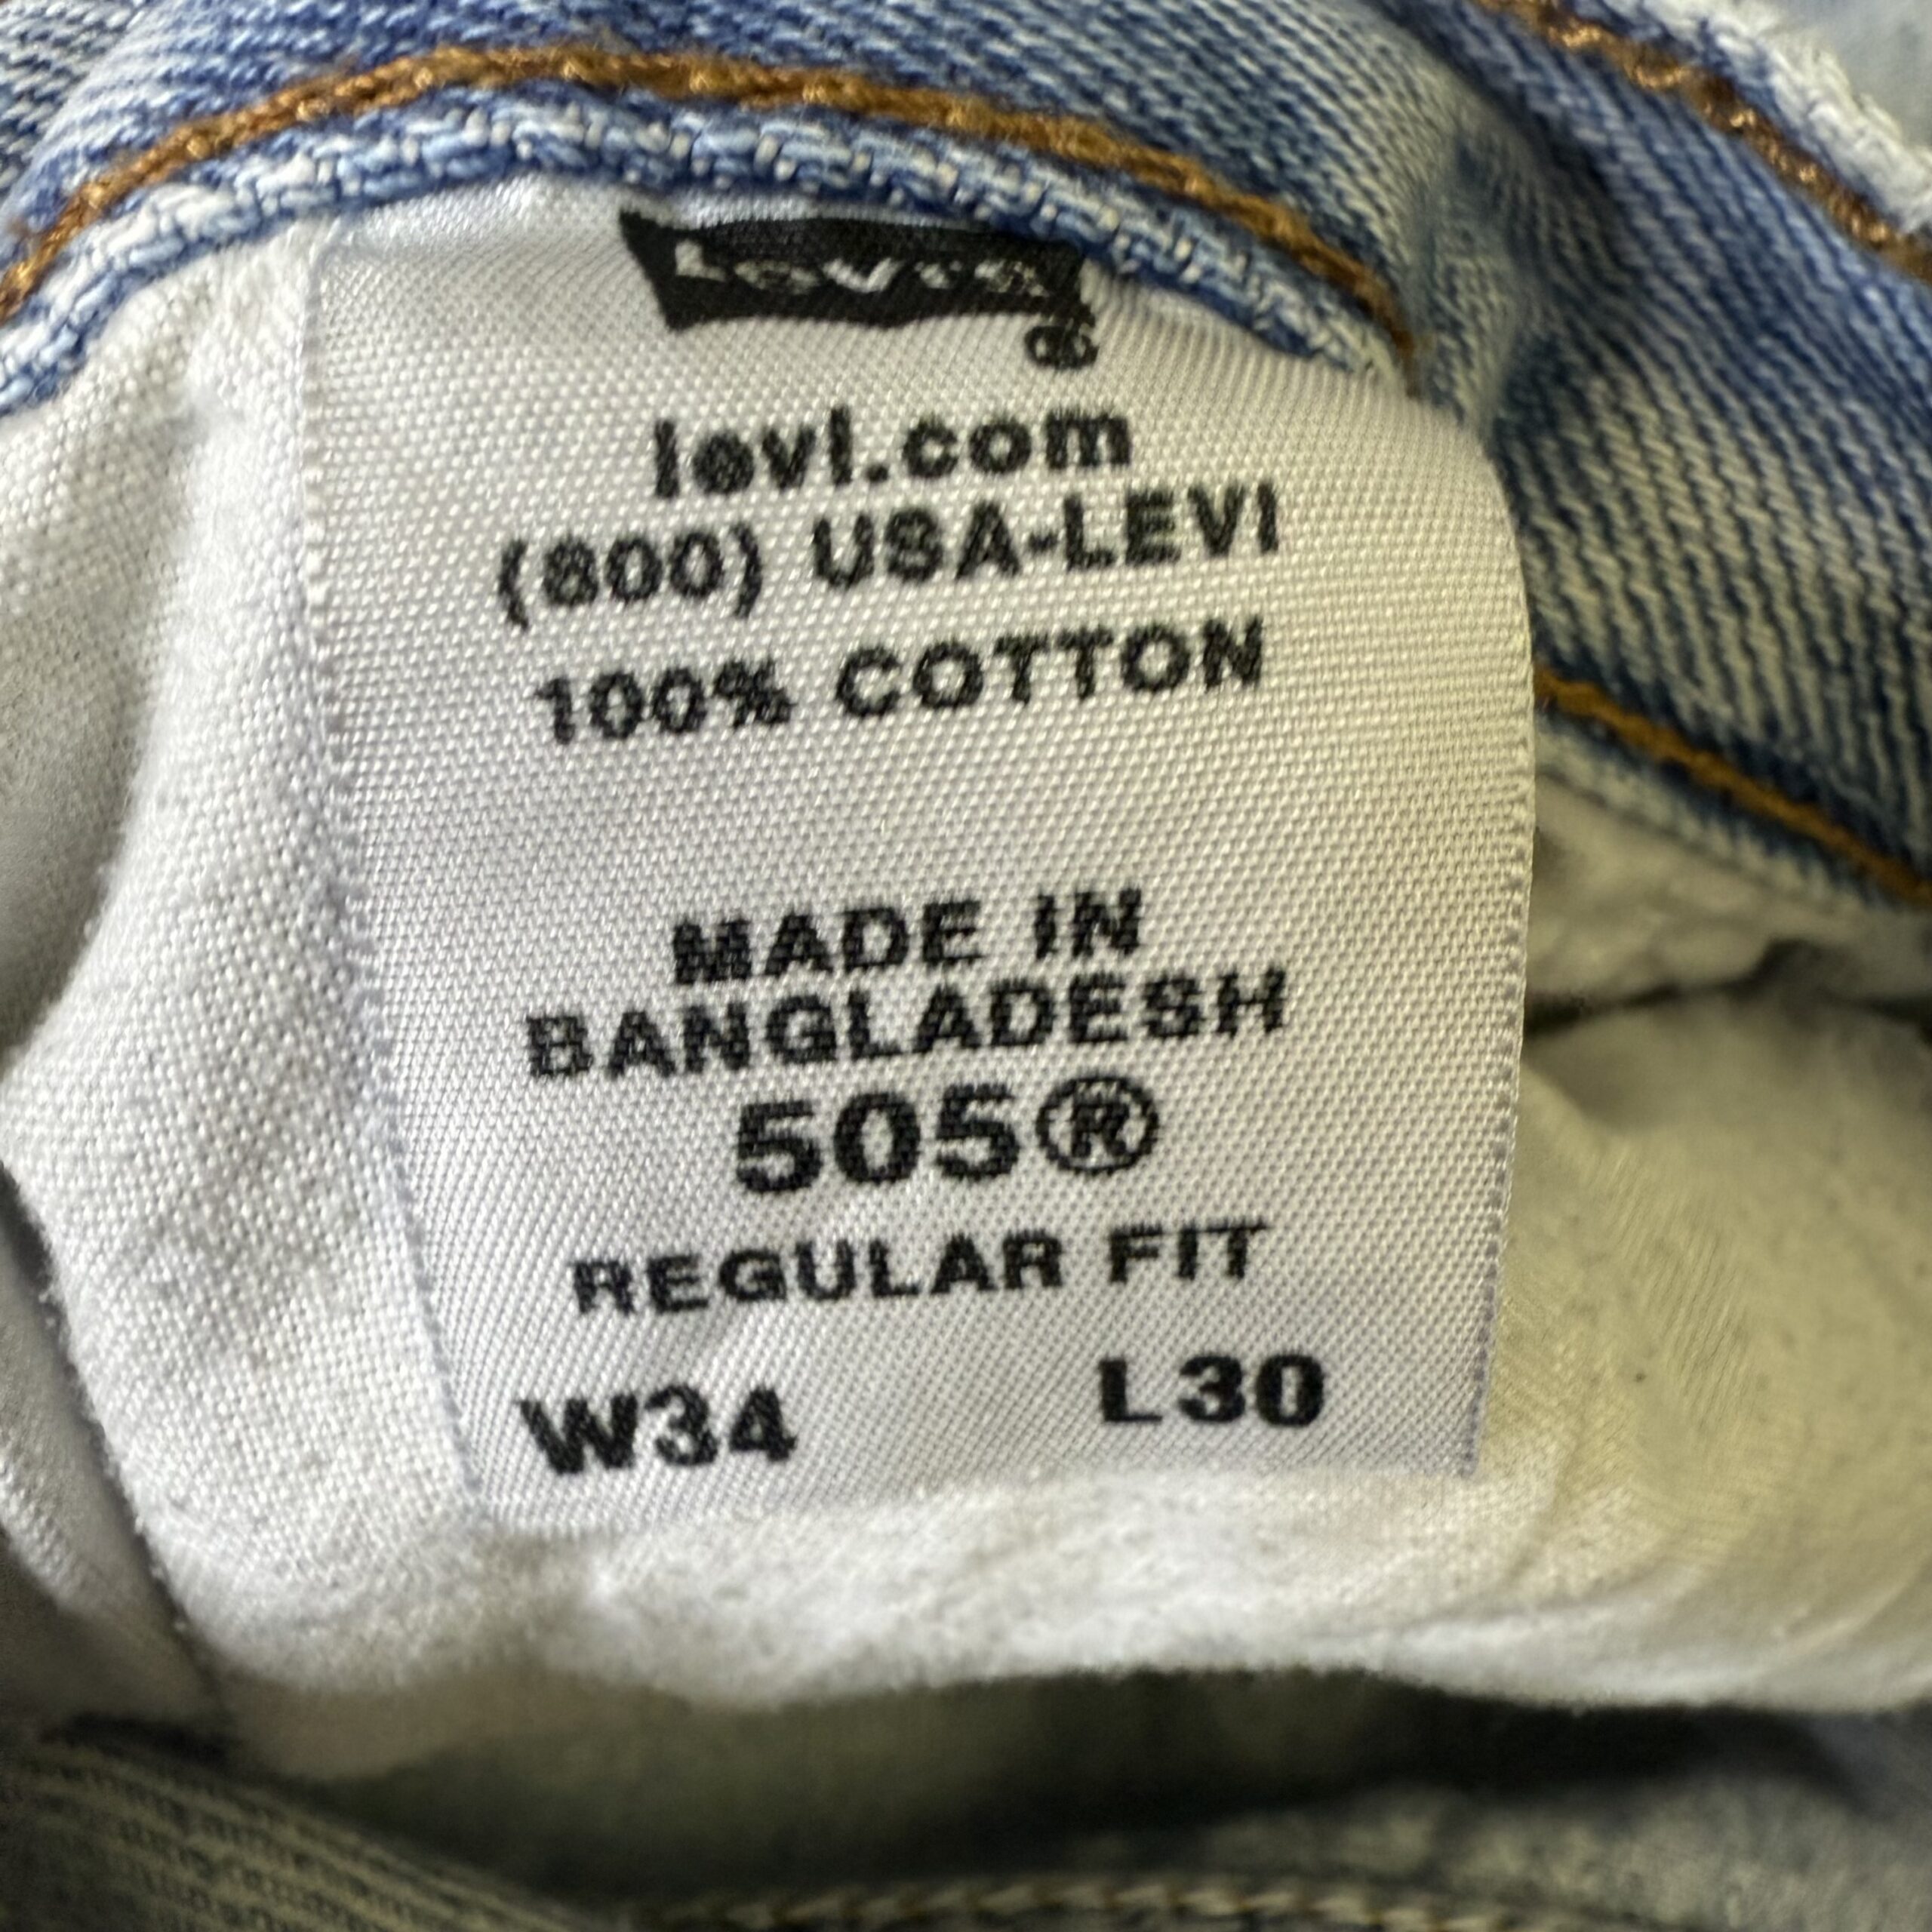 Levi's
®
levi.com
(800) USA-LEVI
100% COTTON
MADE IN
BANGLADESH
505®
REGULAR FIT
W34 L30